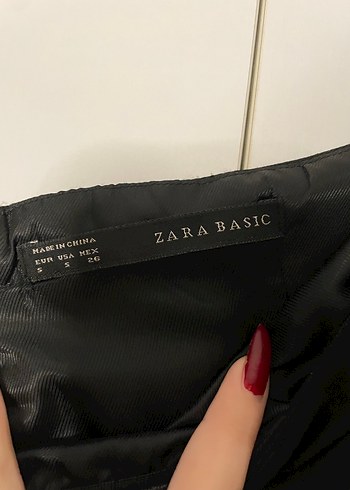 MADE IN CHINA
EUR USA MEX
S S 26
ZARA BASIC